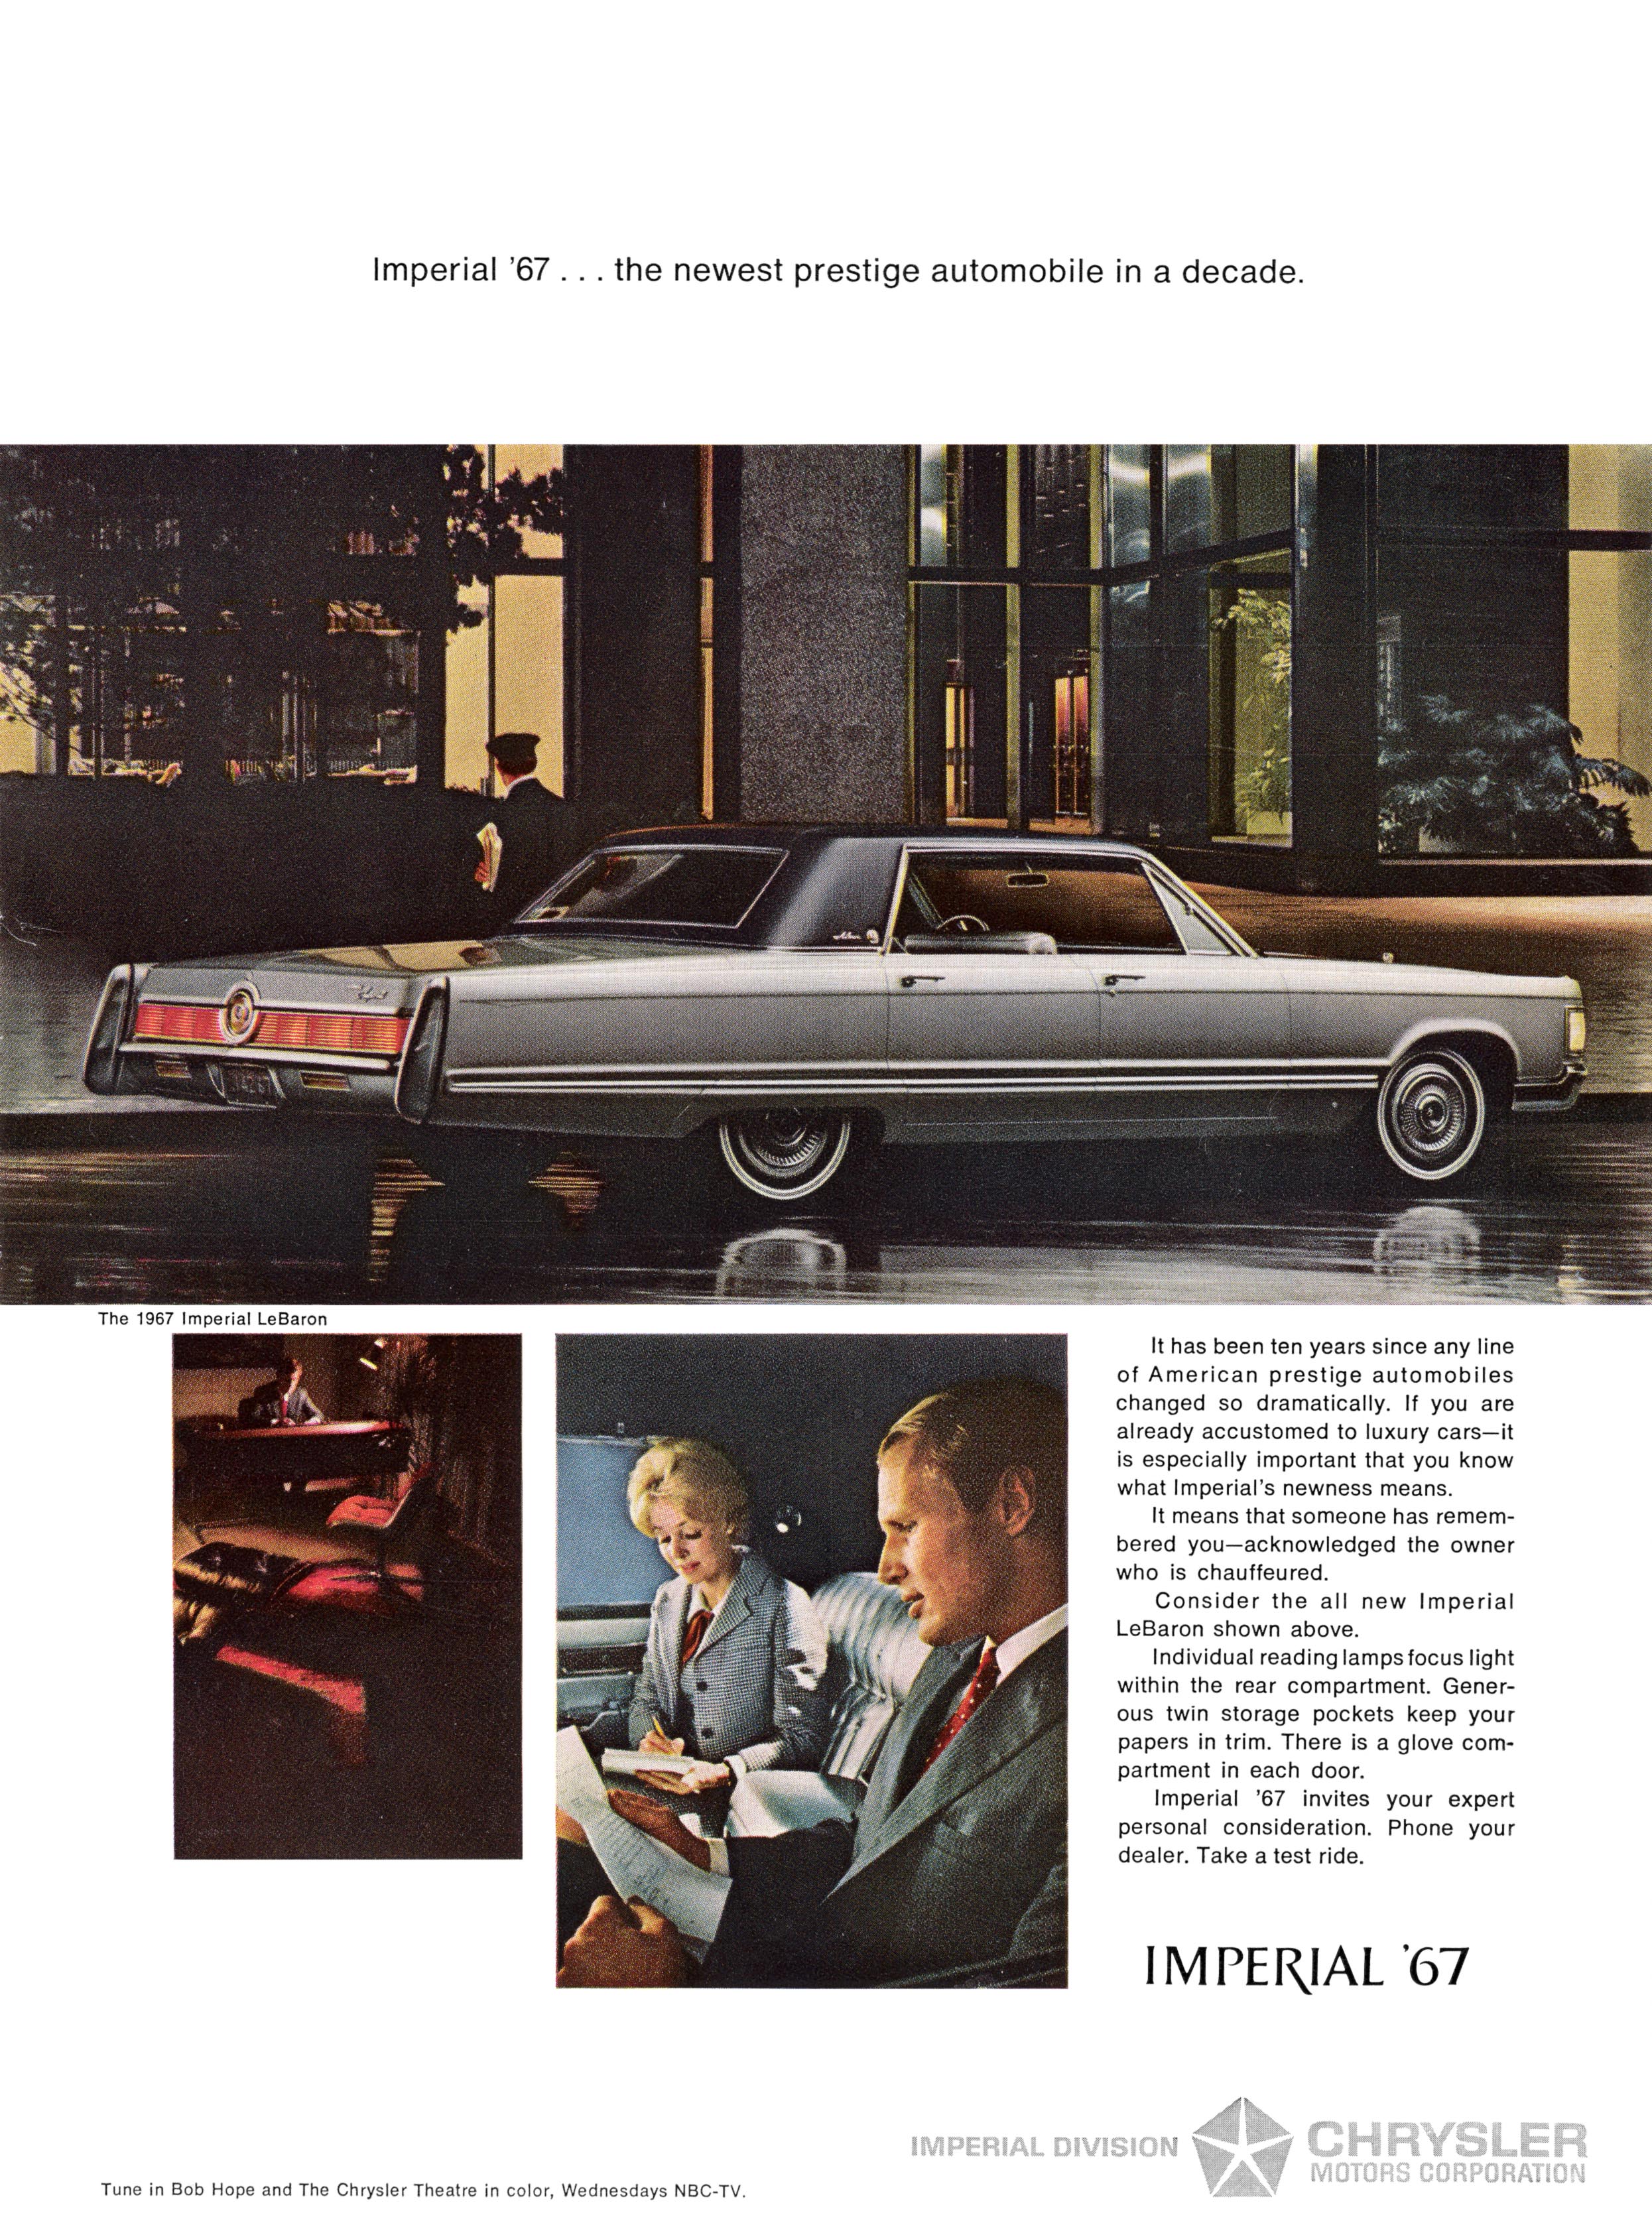 Imperial ’67 . . . the newest prestige automobile in a decade.
The 1967 Imperial LeBaron
It has been ten years since any line
of American prestige automobiles
changed so dramatically. If you are
already accustomed to luxury cars—it
is especially important that you know
what Imperial's newness means.
It means that someone has remem-
bered you—acknowledged the owner
who is chauffeured.
Consider the all new Imperial
LeBaron shown above.
Individual reading lamps focus light
within the rear compartment. Gener-
ous twin storage pockets keep your
papers in trim. There is a glove com-
partment in each door.
Imperial ’67 invites your expert
personal consideration. Phone your
dealer. Take a test ride.
IMPERIAL ’67
IMPERIAL DIVISION
CHRYSLER
MOTORS CORPORATION
Tune in Bob Hope and The Chrysler Theatre in color, Wednesdays NBC-TV.